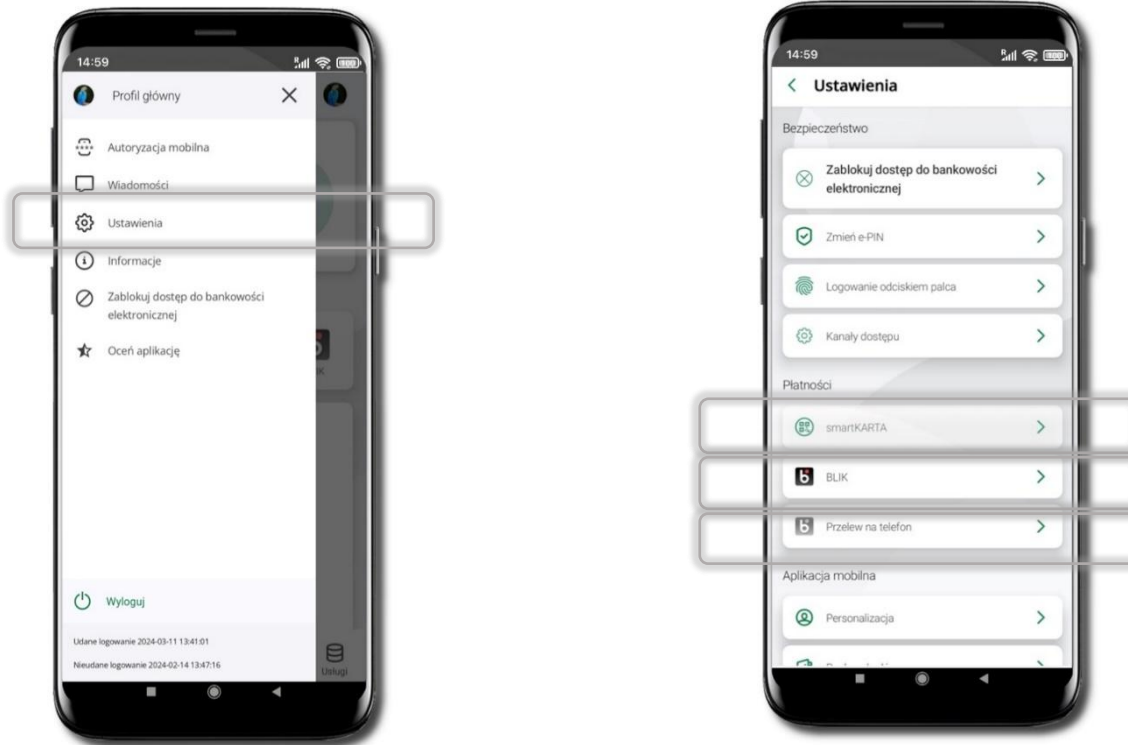 14:59
Profil główny
Autoryzacja mobilna
Wiadomości
Ustawienia
Informacje
Zablokuj dostęp do bankowości
elektronicznej
Oceń aplikację
Wyloguj
Udane logowanie 2024-03-11 13:41:01
Nieudane logowanie 2024-02-14 13:47:16
Usługi
14:59
Ustawienia
Bezpieczeństwo
Zablokuj dostęp do bankowości
elektronicznej
Zmień e-PIN
Logowanie odciskiem palca
Kanały dostępu
Płatności
smartKARTA
BLIK
Przelew na telefon
Aplikacja mobilna
Personalizacja